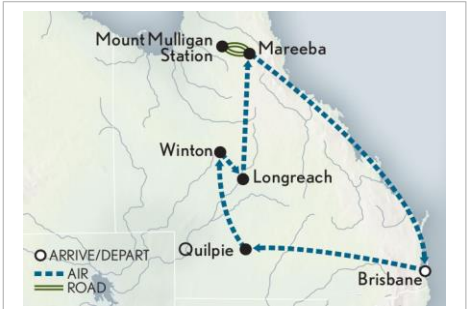 Mount Mulligan
Station
Mareeba
Winton
Longreach
Quilpie
Brisbane
ARRIVE/DEPART
AIR
ROAD